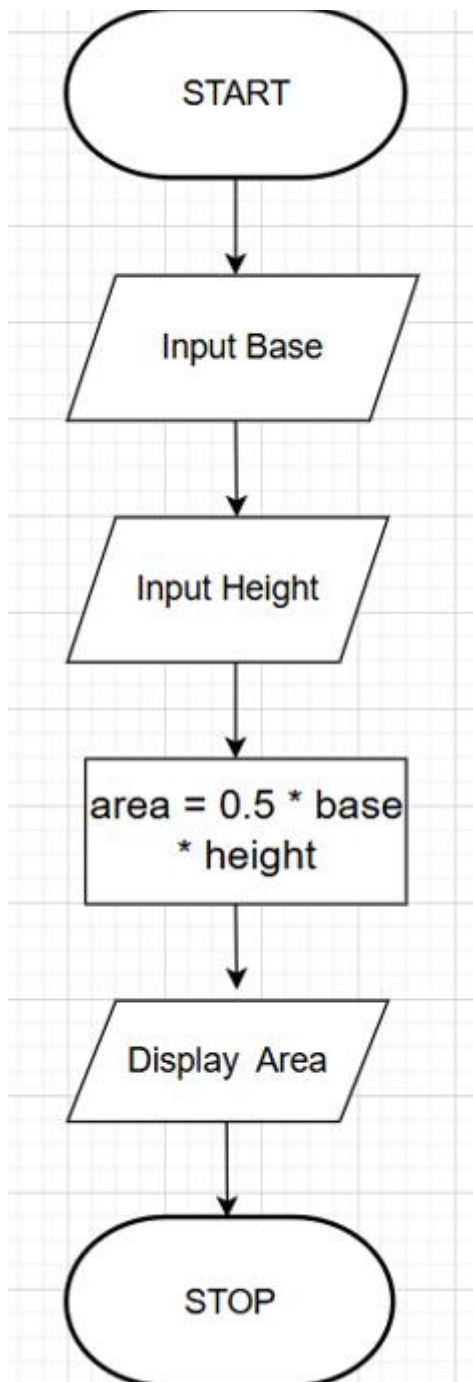 START
Input Base
Input Height
area = 0.5 * base
* height
Display Area
STOP